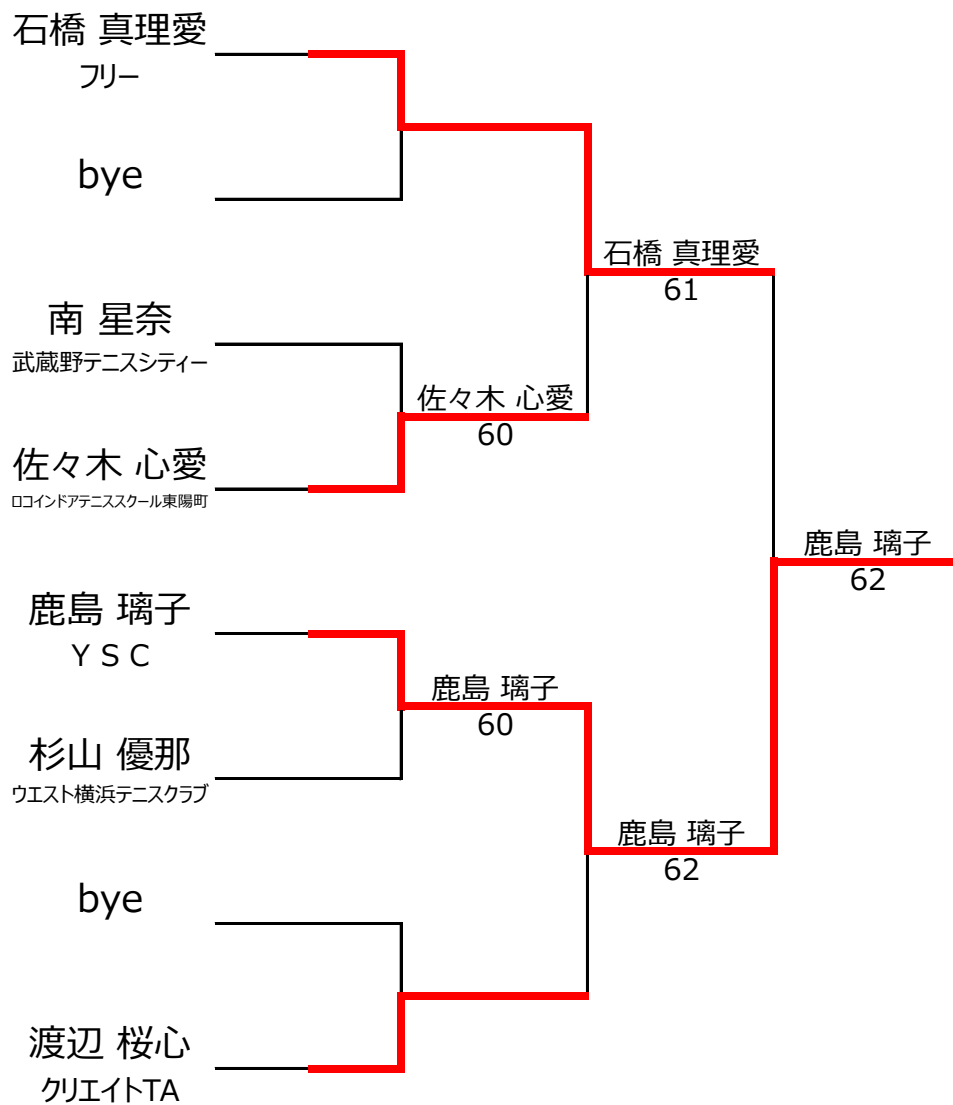 石橋 真理愛
フリー
bye
南 星奈
武蔵野テニスシティー
佐々木 心愛
ロコインドアテニススクール東陽町
鹿島 璃子
ＹＳＣ
杉山 優那
ウエスト横浜テニスクラブ
bye
渡辺 桜心
クリエイトTA
佐々木 心愛
60
鹿島 璃子
60
石橋 真理愛
61
鹿島 璃子
62
鹿島 璃子
62